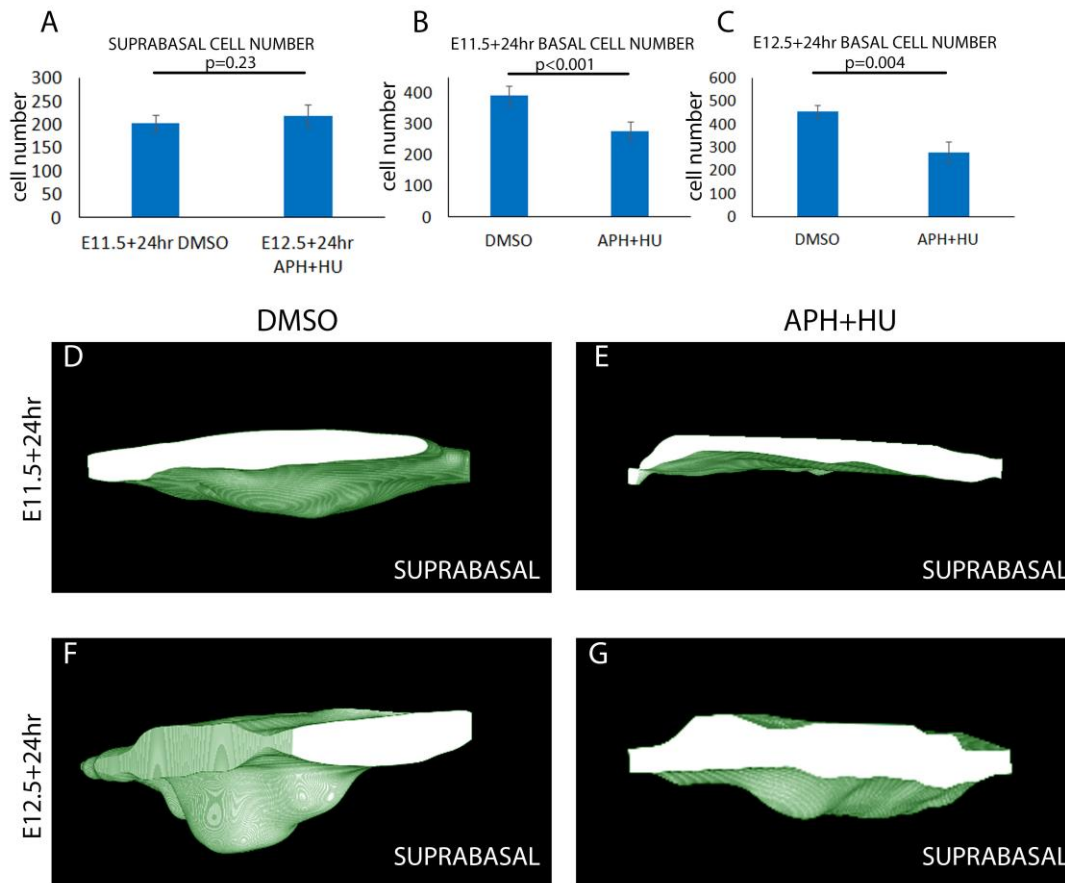 A
SUPRABASAL CELL NUMBER
p=0.23
cell number
300
250
200
150
100
50
0
E11.5+24hr DMSO
E12.5+24hr
APH+HU
B
E11.5+24hr BASAL CELL NUMBER
p<0.001
cell number
400
300
200
100
0
DMSO
APH+HU
C
E12.5+24hr BASAL CELL NUMBER
p=0.004
cell number
600
500
400
300
200
100
0
DMSO
APH+HU
DMSO
APH+HU
E11.5+24hr
D
SUPRABASAL
E
SUPRABASAL
E12.5+24hr
F
SUPRABASAL
G
SUPRABASAL